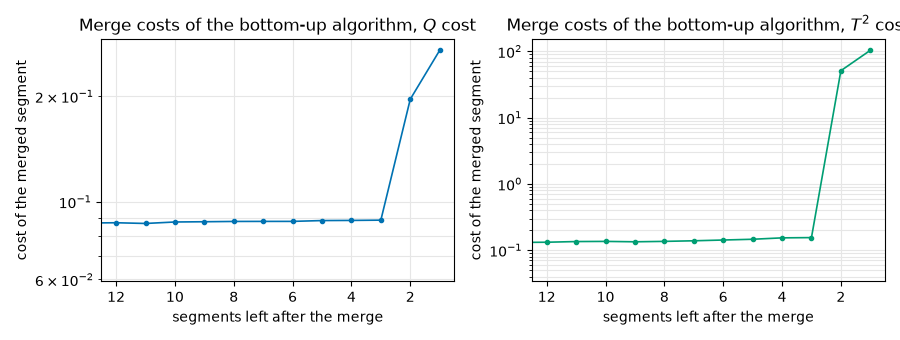 Merge costs of the bottom-up algorithm, Q cost
cost of the merged segment
2 × 10⁻¹
10⁻¹
6 × 10⁻²
12 10 8 6 4 2
segments left after the merge
Merge costs of the bottom-up algorithm, T² cos
cost of the merged segment
10²
10¹
10⁰
10⁻¹
12 10 8 6 4 2
segments left after the merge